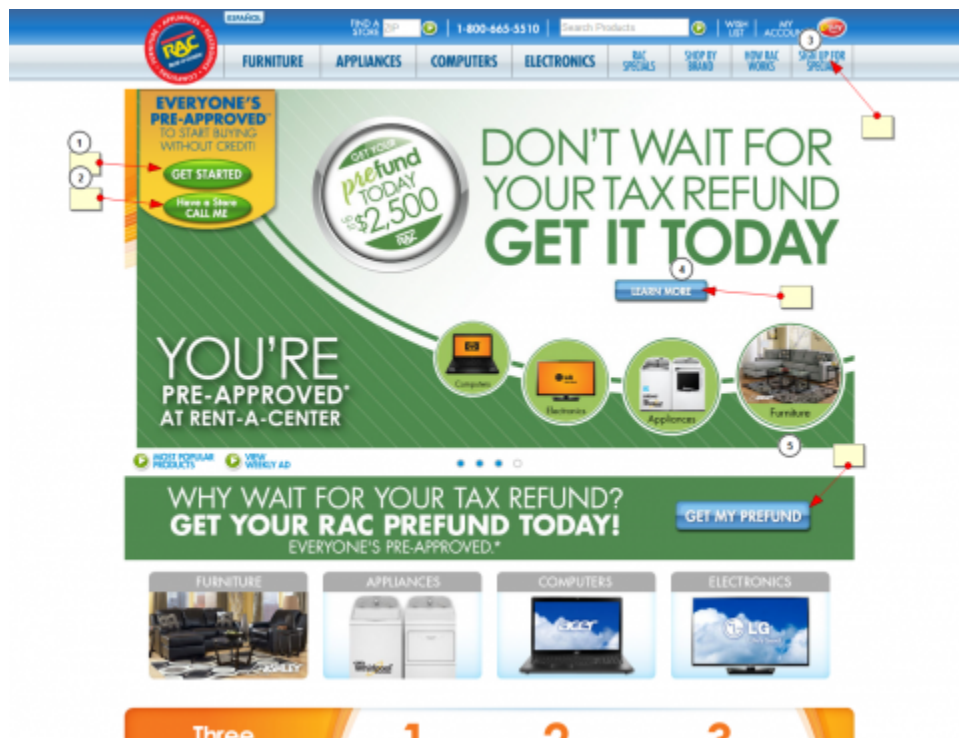 ESPAÑOL
FIND A
STORE
ZIP
1-800-665-5510
Search Products
WISH
LIST
MY
RAC
FURNITURE
APPLIANCES
COMPUTERS
ELECTRONICS
RAC
SPECIALS
SHOP BY
BRAND
HOW RAC
WORKS
SIGN UP FOR
3
EVERYONE'S
PRE-APPROVED
TO START BUYING
WITHOUT CREDIT!
1
GET STARTED
2
Have a Store
CALL ME
GET YOUR
prefund
TODAY
UP TO
$2,500
RAC
DON'T WAIT FOR
YOUR TAX REFUND
GET IT TODAY
4
LEARN MORE
YOU'RE
PRE-APPROVED*
AT RENT-A-CENTER
Computers
Electronics
LG
Appliances
Furniture
5
MOST POPULAR
PRODUCTS
VIEW
WEEKLY AD
WHY WAIT FOR YOUR TAX REFUND?
GET YOUR RAC PREFUND TODAY!
EVERYONE'S PRE-APPROVED.*
GET MY PREFUND
FURNITURE
APPLIANCES
COMPUTERS
ELECTRONICS
ASHLEY
Whirlpool
acer
LG
Three
1
2
3